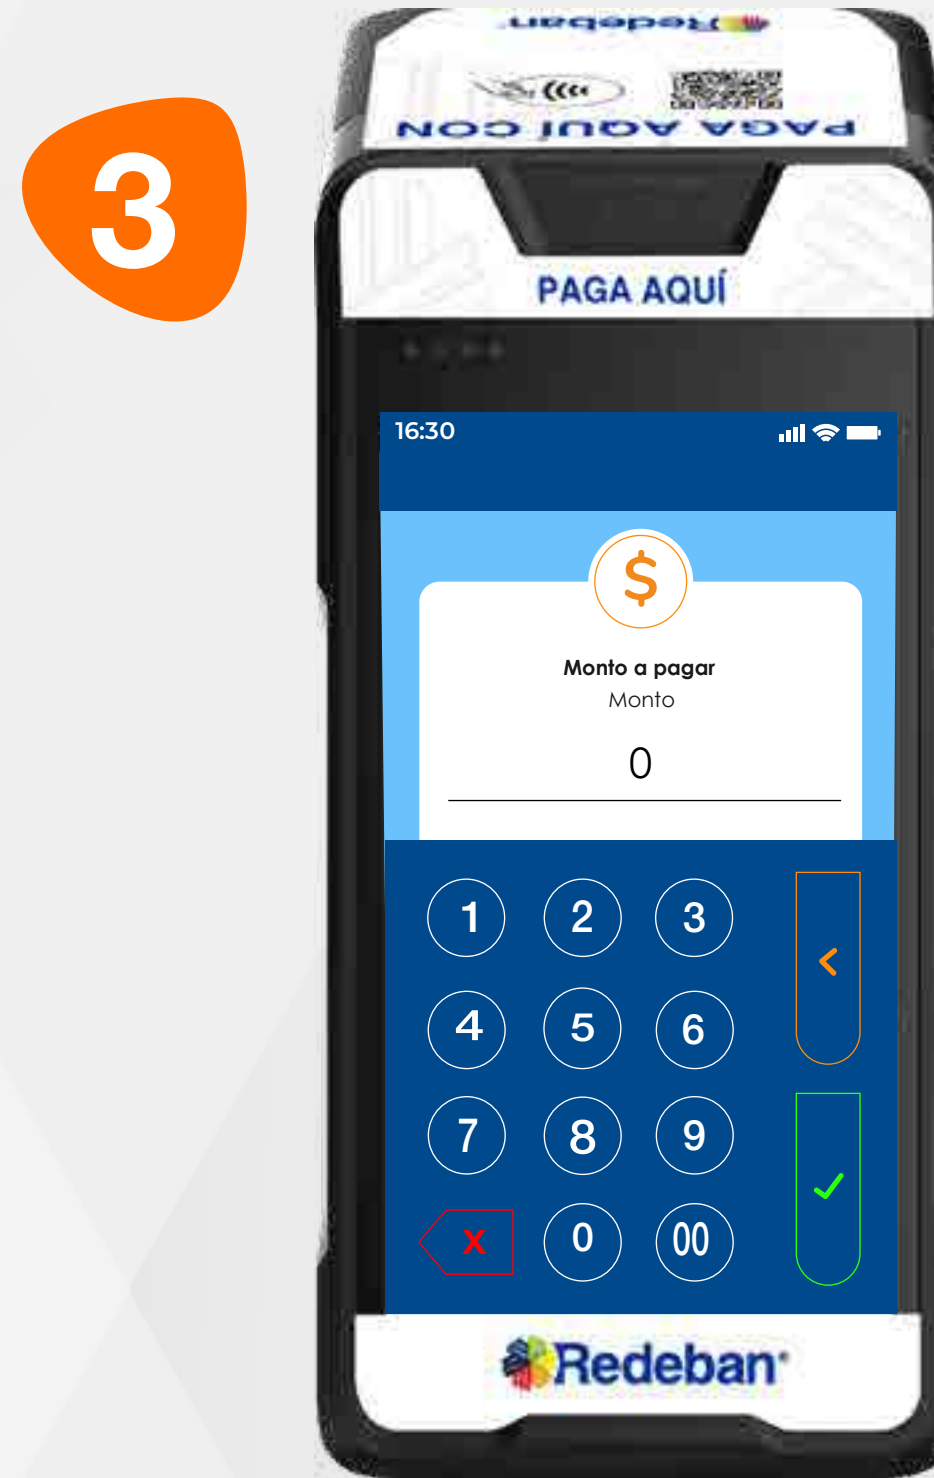 Redeban
PAGA AQUÍ CON
3
PAGA AQUÍ
16:30
$
Monto a pagar
Monto
0
1 2 3
<
4 5 6
7 8 9
X 0 00
Redeban